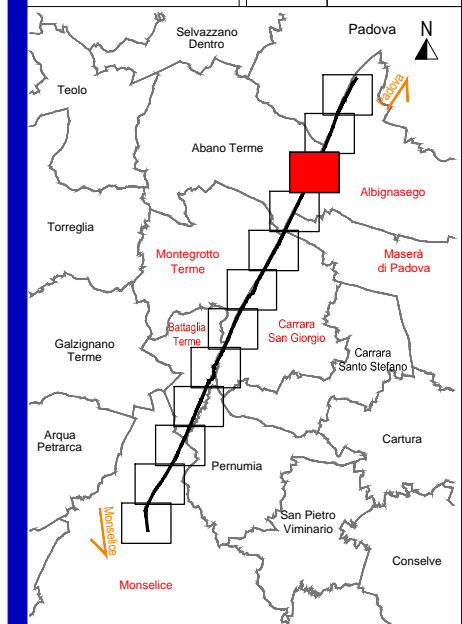 Selvazzano
Dentro
Padova
N
Teolo
Padova
Abano Terme
Albignasego
Torreglia
Montegrotto
Terme
Maserà
di Padova
Battaglia
Terme
Carrara
San Giorgio
Galzignano
Terme
Carrara
Santo Stefano
Arqua
Petrarca
Cartura
Pernumia
Monselice
San Pietro
Viminario
Conselve
Monselice